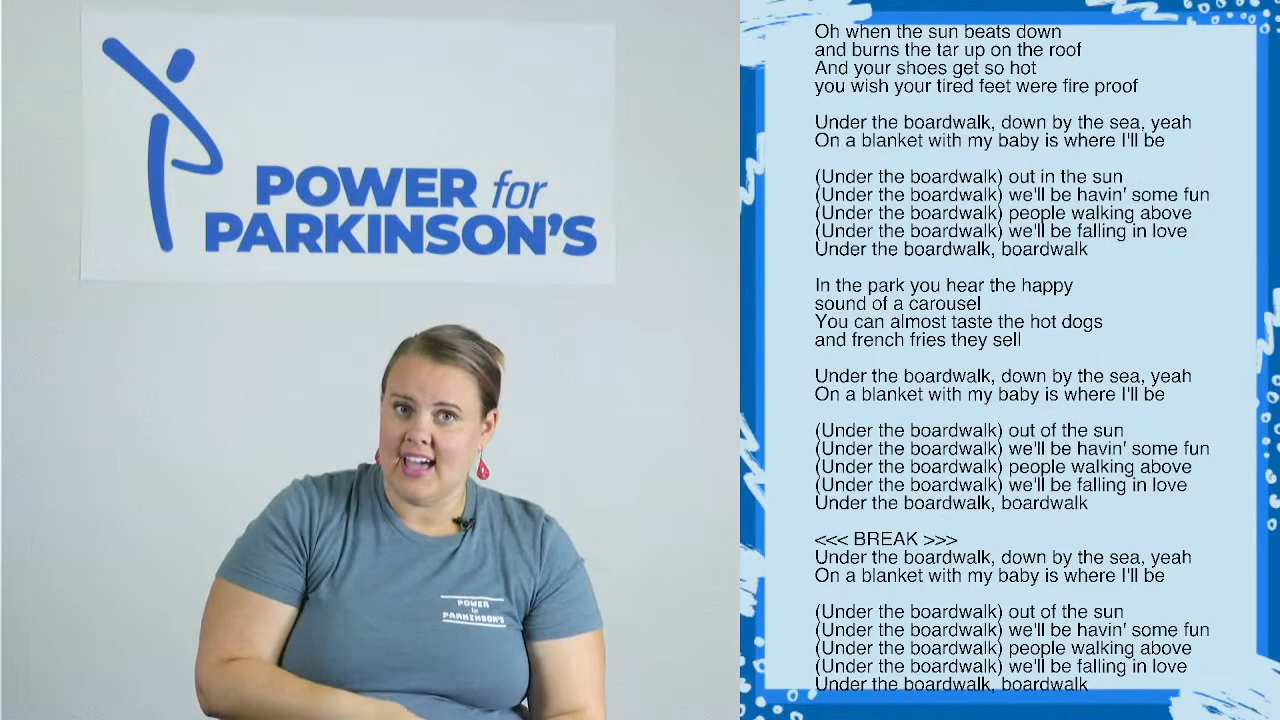 POWER for
PARKINSON'S
POWER
for
PARKINSON'S
Oh when the sun beats down
and burns the tar up on the roof
And your shoes get so hot
you wish your tired feet were fire proof
Under the boardwalk, down by the sea, yeah
On a blanket with my baby is where I'll be
(Under the boardwalk) out in the sun
(Under the boardwalk) we'll be havin' some fun
(Under the boardwalk) people walking above
(Under the boardwalk) we'll be falling in love
Under the boardwalk, boardwalk
In the park you hear the happy
sound of a carousel
You can almost taste the hot dogs
and french fries they sell
Under the boardwalk, down by the sea, yeah
On a blanket with my baby is where I'll be
(Under the boardwalk) out of the sun
(Under the boardwalk) we'll be havin' some fun
(Under the boardwalk) people walking above
(Under the boardwalk) we'll be falling in love
Under the boardwalk, boardwalk
<<< BREAK >>>
Under the boardwalk, down by the sea, yeah
On a blanket with my baby is where I'll be
(Under the boardwalk) out of the sun
(Under the boardwalk) we'll be havin' some fun
(Under the boardwalk) people walking above
(Under the boardwalk) we'll be falling in love
Under the boardwalk, boardwalk